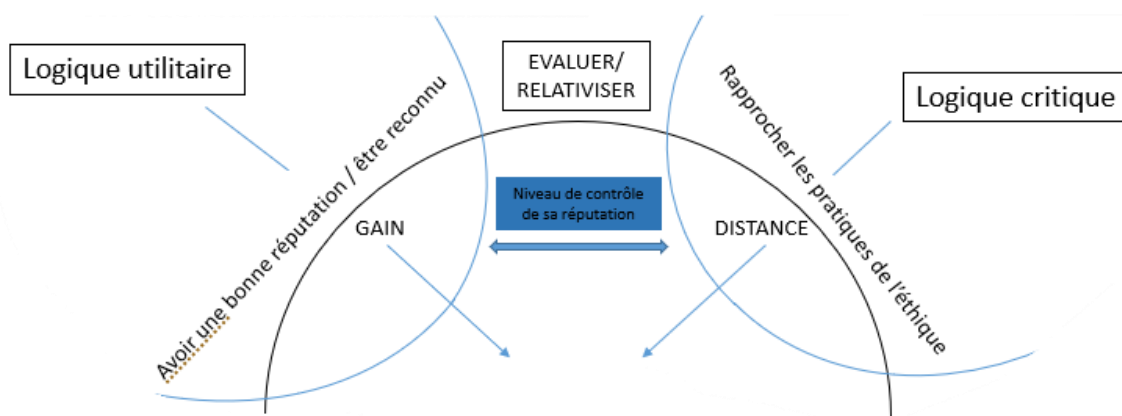 Logique utilitaire
Avoir une bonne réputation / être reconnu
EVALUER/
RELATIVISER
Rapprocher les pratiques de l'éthique
Logique critique
Niveau de contrôle
de sa réputation
GAIN
DISTANCE